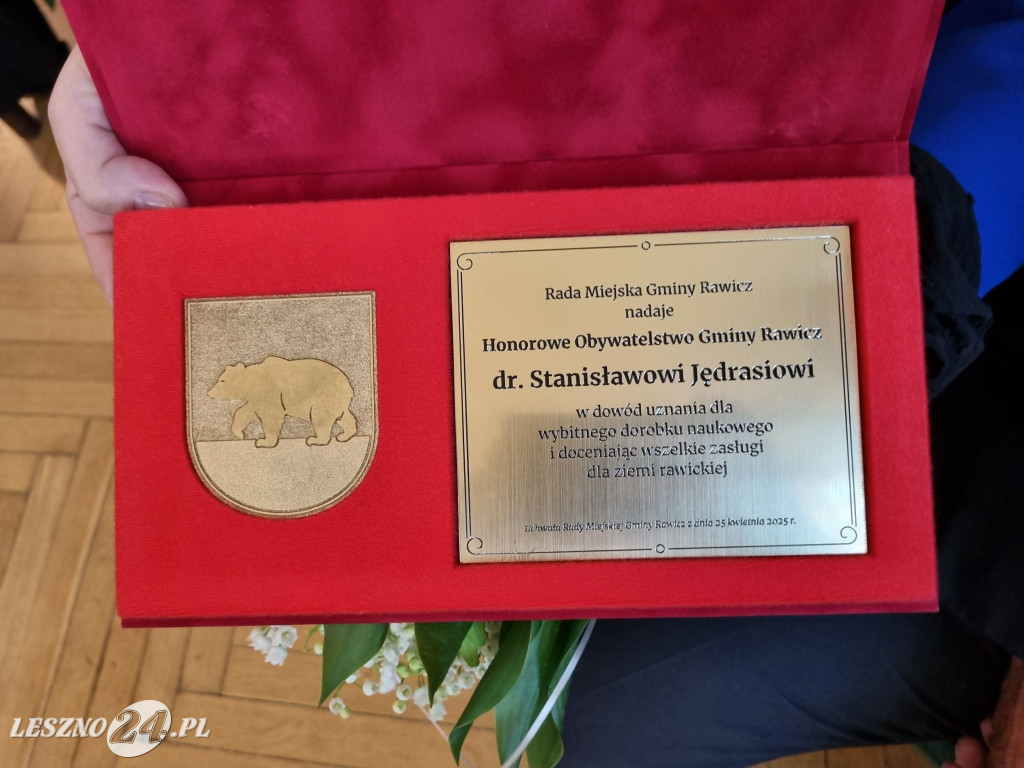 Rada Miejska Gminy Rawicz
nadaje
Honorowe Obywatelstwo Gminy Rawicz
dr. Stanisławowi Jędrasiowi
w dowód uznania dla
wybitnego dorobku naukowego
i doceniając wszelkie zasługi
dla ziemi rawickiej
Uchwała Rady Miejskiej Gminy Rawicz z dnia 25 kwietnia 2025 r.
LESZNO24.PL